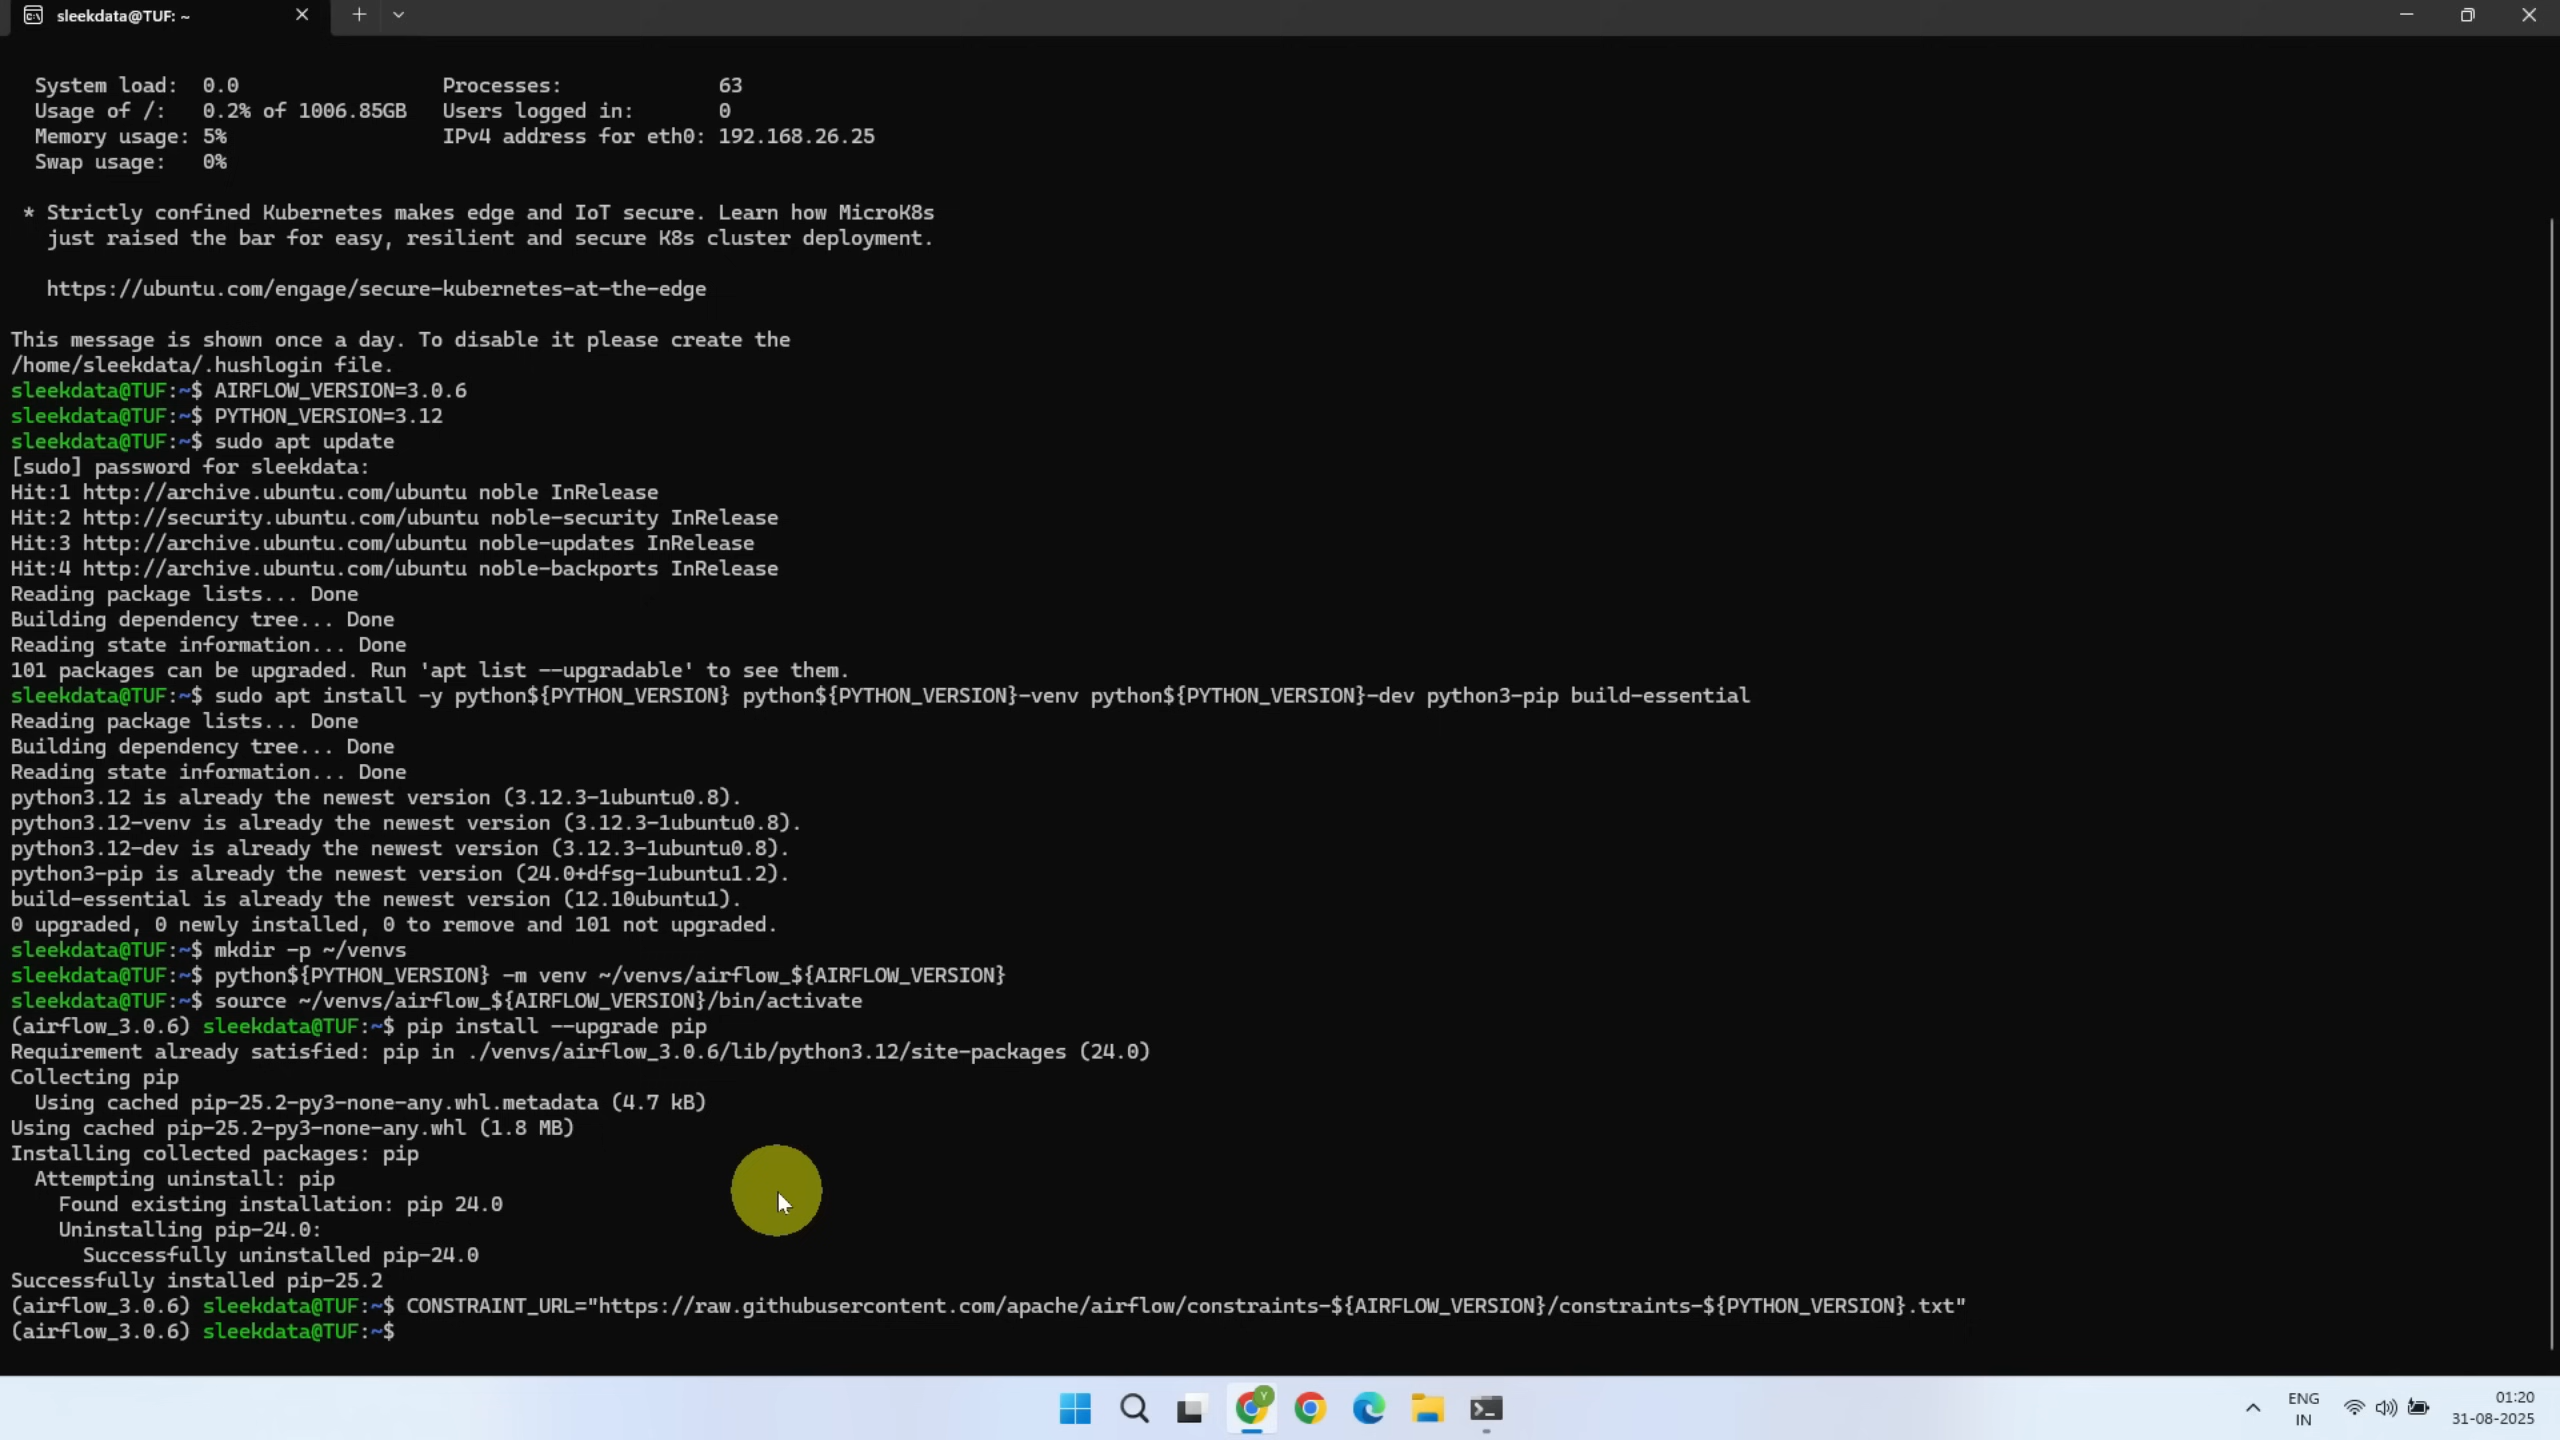 sleekdata@TUF: ~
System load:  0.0                 Processes:             63
Usage of /:   0.2% of 1006.85GB   Users logged in:       0
Memory usage: 5%                  IPv4 address for eth0: 192.168.26.25
Swap usage:   0%
* Strictly confined Kubernetes makes edge and IoT secure. Learn how MicroK8s
just raised the bar for easy, resilient and secure K8s cluster deployment.
https://ubuntu.com/engage/secure-kubernetes-at-the-edge
This message is shown once a day. To disable it please create the
/home/sleekdata/.hushlogin file.
sleekdata@TUF:~$ AIRFLOW_VERSION=3.0.6
sleekdata@TUF:~$ PYTHON_VERSION=3.12
sleekdata@TUF:~$ sudo apt update
[sudo] password for sleekdata:
Hit:1 http://archive.ubuntu.com/ubuntu noble InRelease
Hit:2 http://security.ubuntu.com/ubuntu noble-security InRelease
Hit:3 http://archive.ubuntu.com/ubuntu noble-updates InRelease
Hit:4 http://archive.ubuntu.com/ubuntu noble-backports InRelease
Reading package lists... Done
Building dependency tree... Done
Reading state information... Done
101 packages can be upgraded. Run 'apt list --upgradable' to see them.
sleekdata@TUF:~$ sudo apt install -y python${PYTHON_VERSION} python${PYTHON_VERSION}-venv python${PYTHON_VERSION}-dev python3-pip build-essential
Reading package lists... Done
Building dependency tree... Done
Reading state information... Done
python3.12 is already the newest version (3.12.3-1ubuntu0.8).
python3.12-venv is already the newest version (3.12.3-1ubuntu0.8).
python3.12-dev is already the newest version (3.12.3-1ubuntu0.8).
python3-pip is already the newest version (24.0+dfsg-1ubuntu1.2).
build-essential is already the newest version (12.10ubuntu1).
0 upgraded, 0 newly installed, 0 to remove and 101 not upgraded.
sleekdata@TUF:~$ mkdir -p ~/venvs
sleekdata@TUF:~$ python${PYTHON_VERSION} -m venv ~/venvs/airflow_${AIRFLOW_VERSION}
sleekdata@TUF:~$ source ~/venvs/airflow_${AIRFLOW_VERSION}/bin/activate
(airflow_3.0.6) sleekdata@TUF:~$ pip install --upgrade pip
Requirement already satisfied: pip in ./venvs/airflow_3.0.6/lib/python3.12/site-packages (24.0)
Collecting pip
Using cached pip-25.2-py3-none-any.whl.metadata (4.7 kB)
Using cached pip-25.2-py3-none-any.whl (1.8 MB)
Installing collected packages: pip
Attempting uninstall: pip
Found existing installation: pip 24.0
Uninstalling pip-24.0:
Successfully uninstalled pip-24.0
Successfully installed pip-25.2
(airflow_3.0.6) sleekdata@TUF:~$ CONSTRAINT_URL="https://raw.githubusercontent.com/apache/airflow/constraints-${AIRFLOW_VERSION}/constraints-${PYTHON_VERSION}.txt"
(airflow_3.0.6) sleekdata@TUF:~$
Y
ENG
IN
01:20
31-08-2025